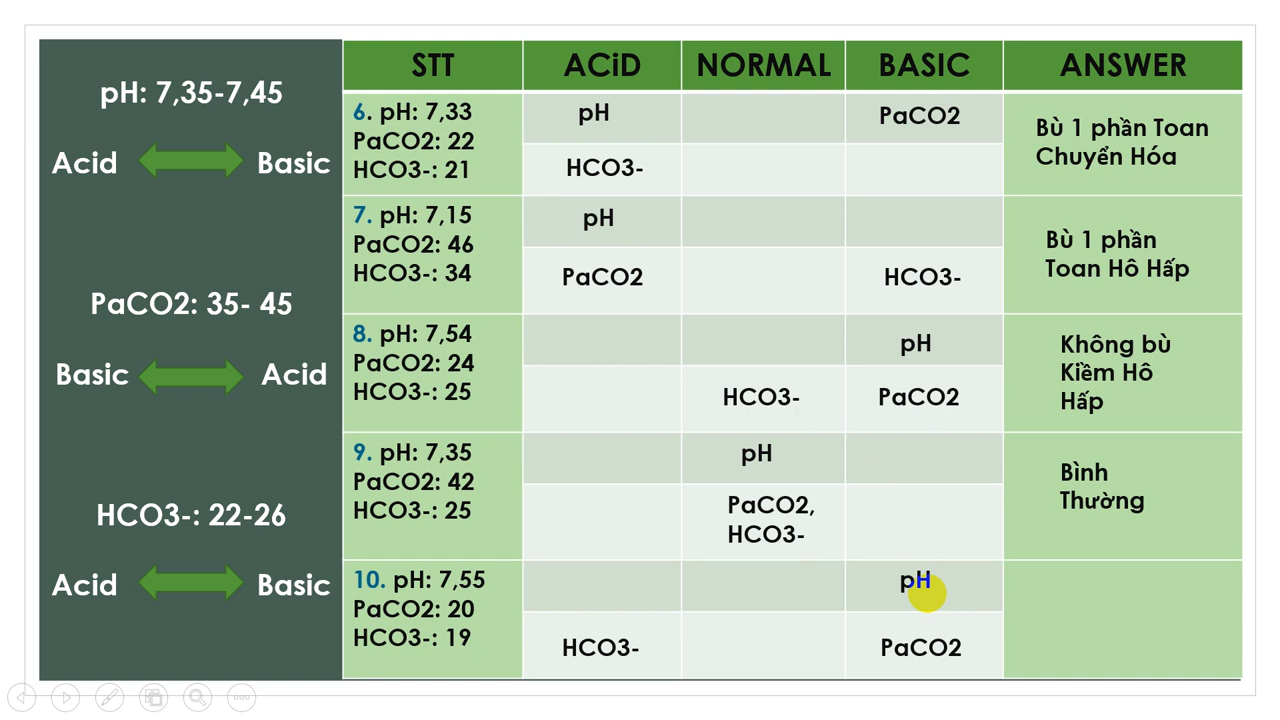 pH: 7,35-7,45
Acid
Basic
PaCO2: 35- 45
Basic
Acid
HCO3-: 22-26
Acid
Basic
STT
ACiD
NORMAL
BASIC
ANSWER
6. pH: 7,33
PaCO2: 22
HCO3-: 21
pH
PaCO2
HCO3-
Bù 1 phần Toan
Chuyển Hóa
7. pH: 7,15
PaCO2: 46
HCO3-: 34
pH
PaCO2
HCO3-
Bù 1 phần
Toan Hô Hấp
8. pH: 7,54
PaCO2: 24
HCO3-: 25
pH
HCO3-
PaCO2
Không bù
Kiềm Hô
Hấp
9. pH: 7,35
PaCO2: 42
HCO3-: 25
pH
PaCO2,
HCO3-
Bình
Thường
10. pH: 7,55
PaCO2: 20
HCO3-: 19
pH
HCO3-
PaCO2